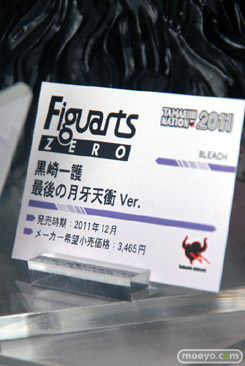 Figuarts
ZERO
TAMASHII NATION 2011
BLEACH
黒崎一護
最後の月牙天衝 Ver.
発売時期：2011年12月
メーカー希望小売価格：3,465円
moeyo.com